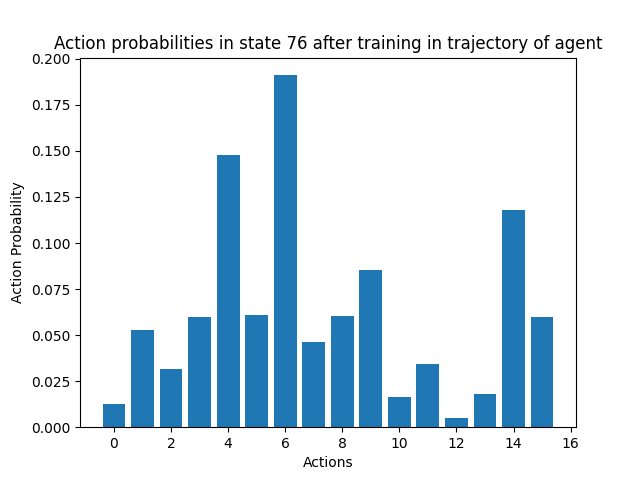 Action probabilities in state 76 after training in trajectory of agent
0.200
0.175
0.150
0.125
0.100
0.075
0.050
0.025
0.000
Action Probability
0 2 4 6 8 10 12 14 16
Actions